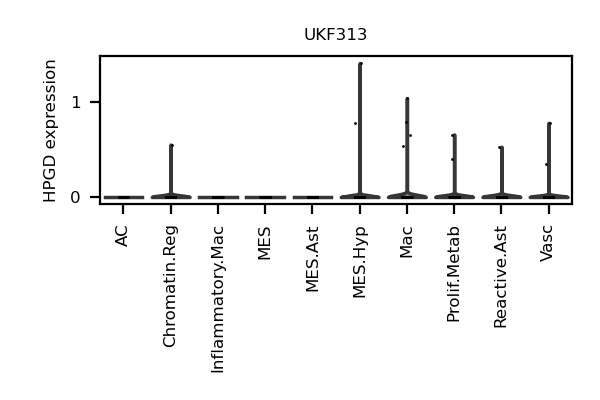 UKF313
HPGD expression
1
0
AC
Chromatin.Reg
Inflammatory.Mac
MES
MES.Ast
MES.Hyp
Mac
Prolif.Metab
Reactive.Ast
Vasc